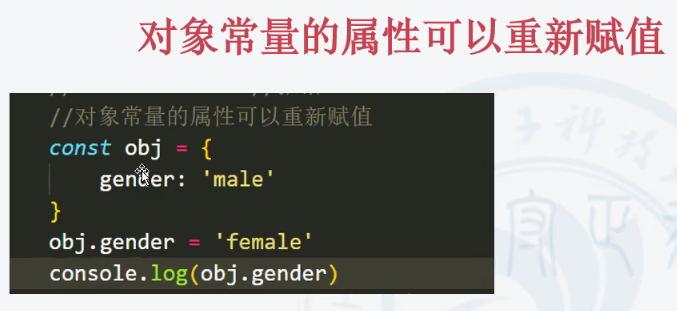 对象常量的属性可以重新赋值
//对象常量的属性可以重新赋值
const obj = {
    gender: 'male'
}
obj.gender = 'female'
console.log(obj.gender)